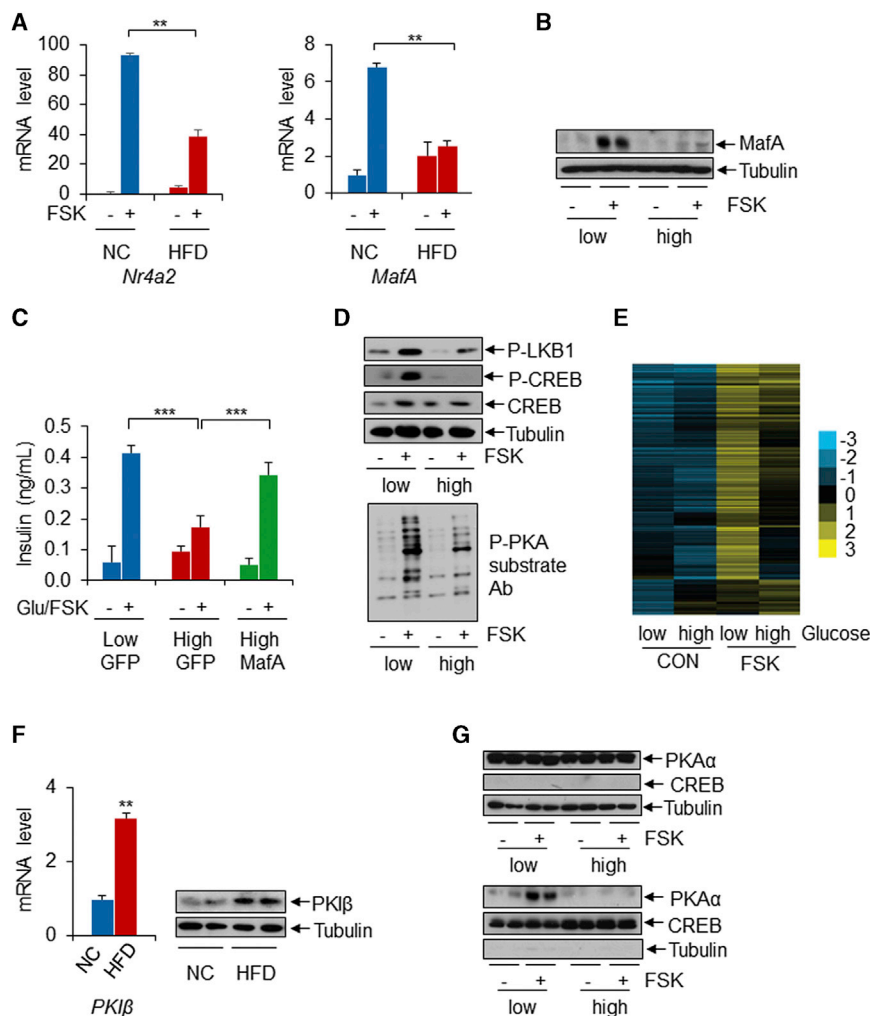 A
**
**
mRNA level
100
80
60
40
20
0
mRNA level
8
6
4
2
0
FSK - + - +
- + - +
NC HFD
NC HFD
Nr4a2
MafA
B
MafA
Tubulin
- + - + FSK
low high
C
*** ***
Insulin (ng/mL)
0.5
0.4
0.3
0.2
0.1
0.0
Glu/FSK - + - + - +
Low High High
GFP GFP MafA
D
P-LKB1
P-CREB
CREB
Tubulin
- + - + FSK
low high
P-PKA
substrate
Ab
- + - + FSK
low high
E
-3
-2
-1
0
1
2
3
low high low high Glucose
CON FSK
F
**
mRNA level
4
2
0
NC HFD
PKIβ
PKIβ
Tubulin
NC HFD
G
PKAα
CREB
Tubulin
- + - + FSK
low high
PKAα
CREB
Tubulin
- + - + FSK
low high